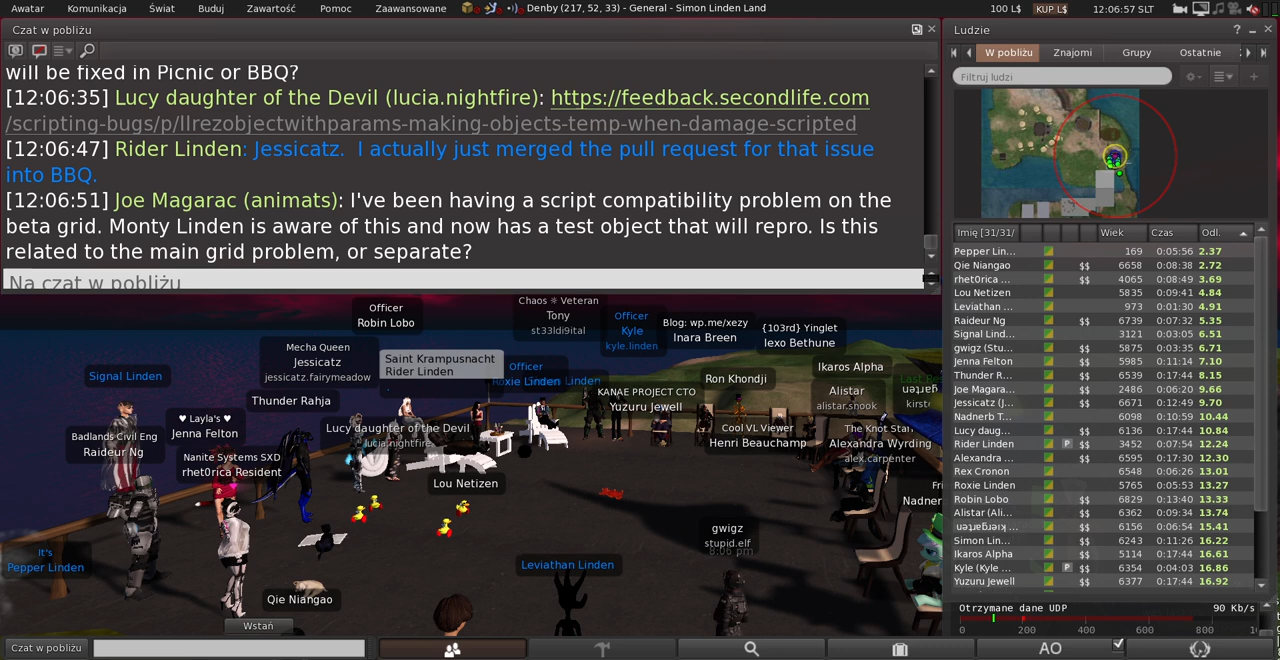 Awatar Komunikacja Świat Buduj Zawartość Pomoc Zaawansowane Denby (217, 52, 33) - General - Simon Linden Land 100 L$ KUP L$ 12:06:57 SLT
Czat w pobliżu
will be fixed in Picnic or BBQ?
[12:06:35] Lucy daughter of the Devil (lucia.nightfire): https://feedback.secondlife.com
/scripting-bugs/p/llrezobjectwithparams-making-objects-temp-when-damage-scripted
[12:06:47] Rider Linden: Jessicatz.  I actually just merged the pull request for that issue
into BBQ.
[12:06:51] Joe Magarac (animats): I've been having a script compatibility problem on the
beta grid. Monty Linden is aware of this and now has a test object that will repro. Is this
related to the main grid problem, or separate?
Na czat w pobliżu
Officer
Robin Lobo
Chaos ☼ Veteran
Tony
st33ldi9ital
Officer
Kyle
kyle.linden
Blog: wp.me/xezy
Inara Breen
{103rd} Yinglet
Iexo Bethune
Mecha Queen
Jessicatz
jessicatz.fairymeadow
Saint Krampusnacht
Rider Linden
Officer
Roxie Linden
Linden
Signal Linden
Thunder Rahja
KANAE PROJECT CTO
Yuzuru Jewell
Ron Khondji
Ikaros Alpha
Alistar
alistar.snook
♥ Layla's ♥
Jenna Felton
Badlands Civil Eng
Raideur Ng
Nanite Systems SXD
rhet0rica Resident
Lucy daughter of the Devil
lucia.nightfire
Cool VL Viewer
Henri Beauchamp
The Knot Star
Alexandra Wyrding
alex.carpenter
Lou Netizen
gwigz
stupid.elf
8:06 pm
It's
Pepper Linden
Leviathan Linden
Qie Niangao
Wstań
Czat w pobliżu
AO
Ludzie
W pobliżu Znajomi Grupy Ostatnie
Filtruj ludzi
Imię [31/31/ Wiek Czas Odl.
Pepper Lin... 169 0:05:56 2.37
Qie Niangao $$ 6658 0:08:38 2.72
rhet0rica ... $$ 4065 0:08:49 3.69
Lou Netizen 5835 0:09:41 4.84
Leviathan ... 973 0:01:30 4.91
Raideur Ng $$ 6739 0:07:32 5.35
Signal Lind... 3121 0:03:05 6.51
gwigz (Stu... $$ 5875 0:03:35 6.71
Jenna Felton $$ 5985 0:11:14 7.10
Thunder R... $$ 6539 0:17:44 8.15
Joe Magara... $$ 2486 0:06:20 9.66
Jessicatz (J... $$ 6671 0:12:49 9.70
Nadnerb T... 6098 0:10:59 10.44
Lucy daug... $$ 6136 0:17:44 10.84
Rider Linden P $$ 3452 0:07:54 12.24
Alexandra ... $$ 6595 0:17:30 12.30
Rex Cronon 6548 0:06:26 13.01
Roxie Linden 5765 0:05:53 13.27
Robin Lobo $$ 6829 0:13:40 13.33
Alistar (Ali... $$ 6362 0:09:34 13.74
$$ 6156 0:06:54 15.41
Simon Lin... $$ 6243 0:11:26 16.22
Ikaros Alpha $$ 5114 0:17:44 16.61
Kyle (Kyle ... P $$ 6354 0:04:03 16.86
Yuzuru Jewell $$ 6377 0:17:44 16.92
Otrzymane dane UDP 90 Kb/s
0 200 400 600 800